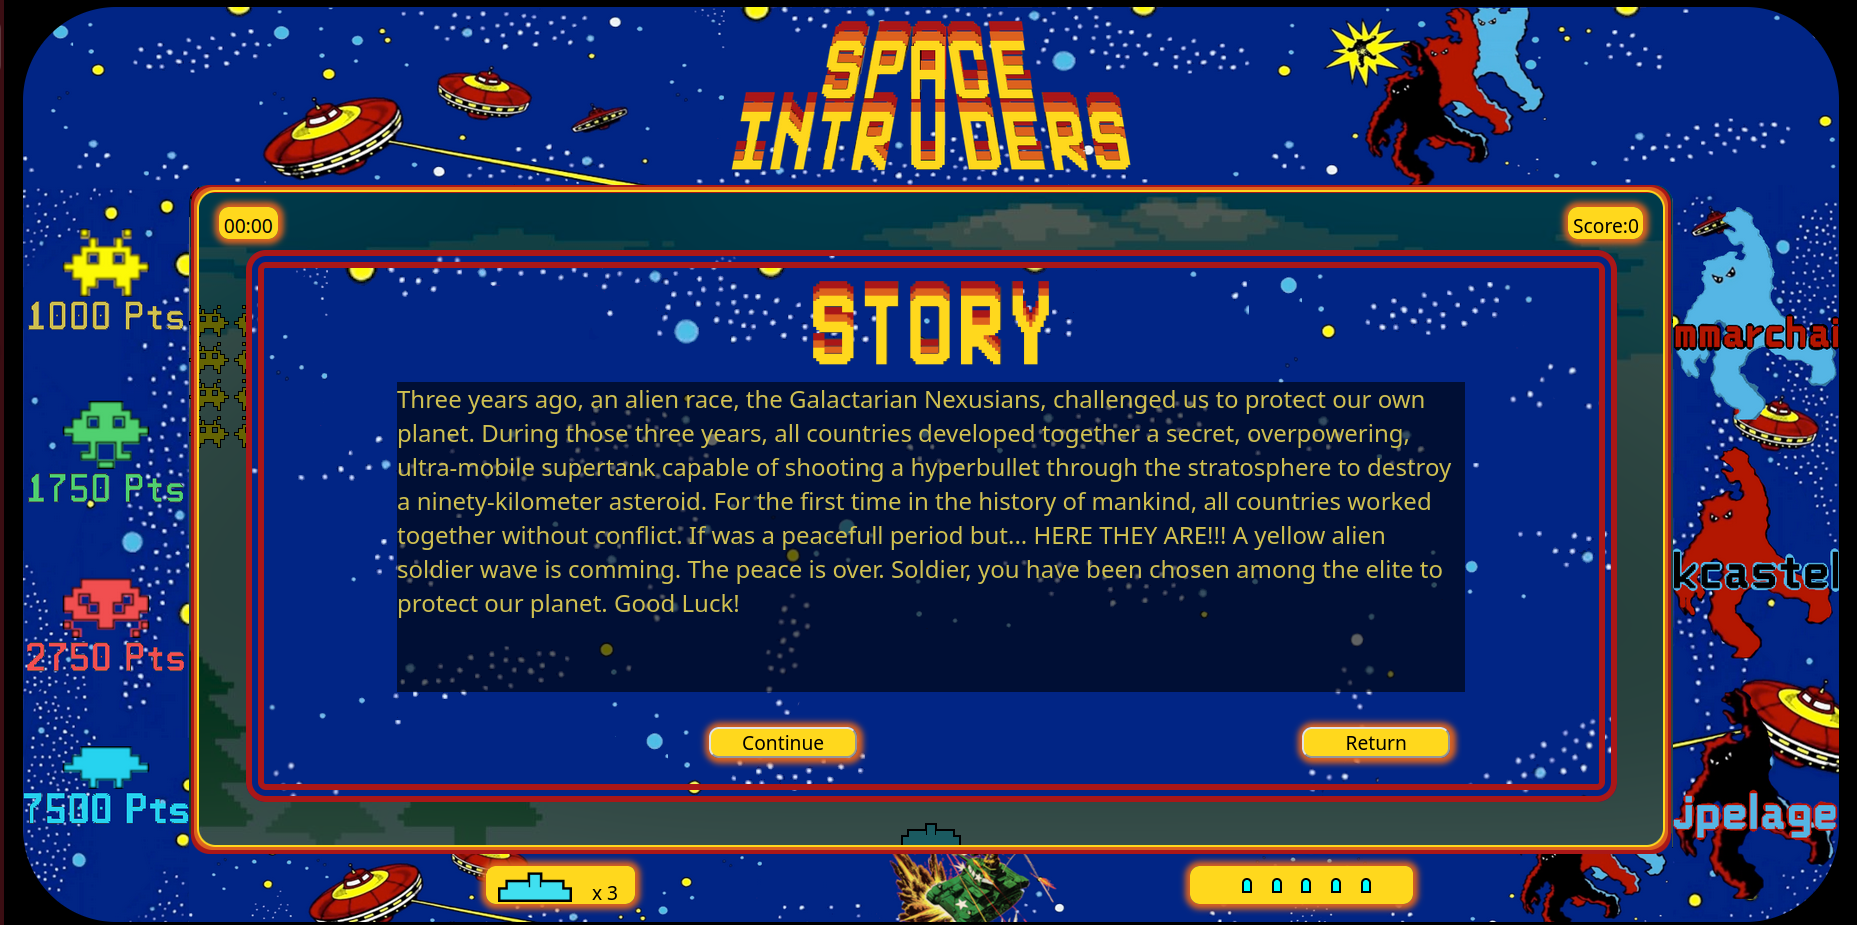 SPACE
INTRUDERS
00:00
Score:0
STORY
Three years ago, an alien race, the Galactarian Nexusians, challenged us to protect our own
planet. During those three years, all countries developed together a secret, overpowering,
ultra-mobile supertank capable of shooting a hyperbullet through the stratosphere to destroy
a ninety-kilometer asteroid. For the first time in the history of mankind, all countries worked
together without conflict. If was a peacefull period but... HERE THEY ARE!!! A yellow alien
soldier wave is comming. The peace is over. Soldier, you have been chosen among the elite to
protect our planet. Good Luck!
Continue
Return
1000 Pts
1750 Pts
2750 Pts
7500 Pts
mmarchai
kcastel
jpelage
x 3